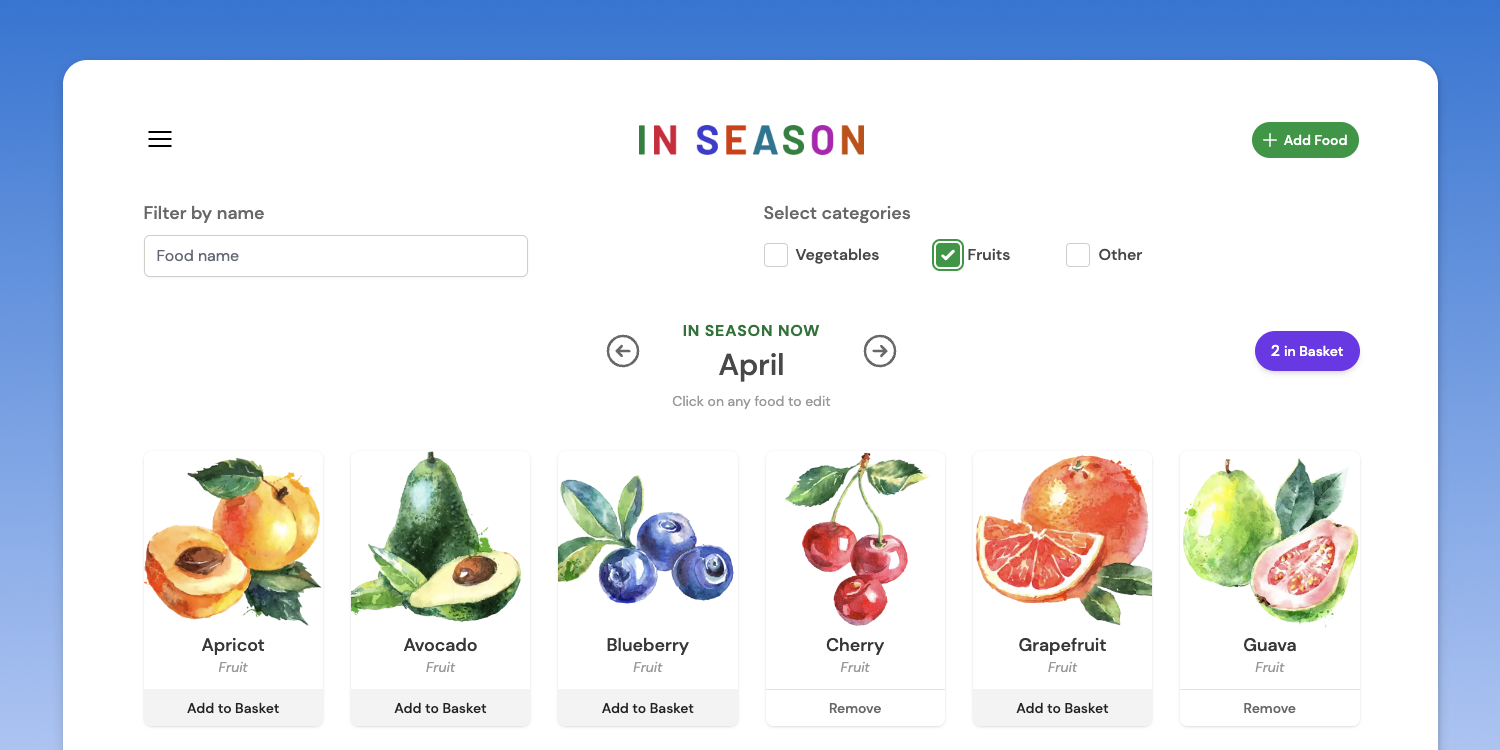 IN SEASON
+ Add Food
Filter by name
Select categories
Food name
Vegetables
Fruits
Other
IN SEASON NOW
April
Click on any food to edit
2 in Basket
Apricot
Fruit
Add to Basket
Avocado
Fruit
Add to Basket
Blueberry
Fruit
Add to Basket
Cherry
Fruit
Remove
Grapefruit
Fruit
Add to Basket
Guava
Fruit
Remove